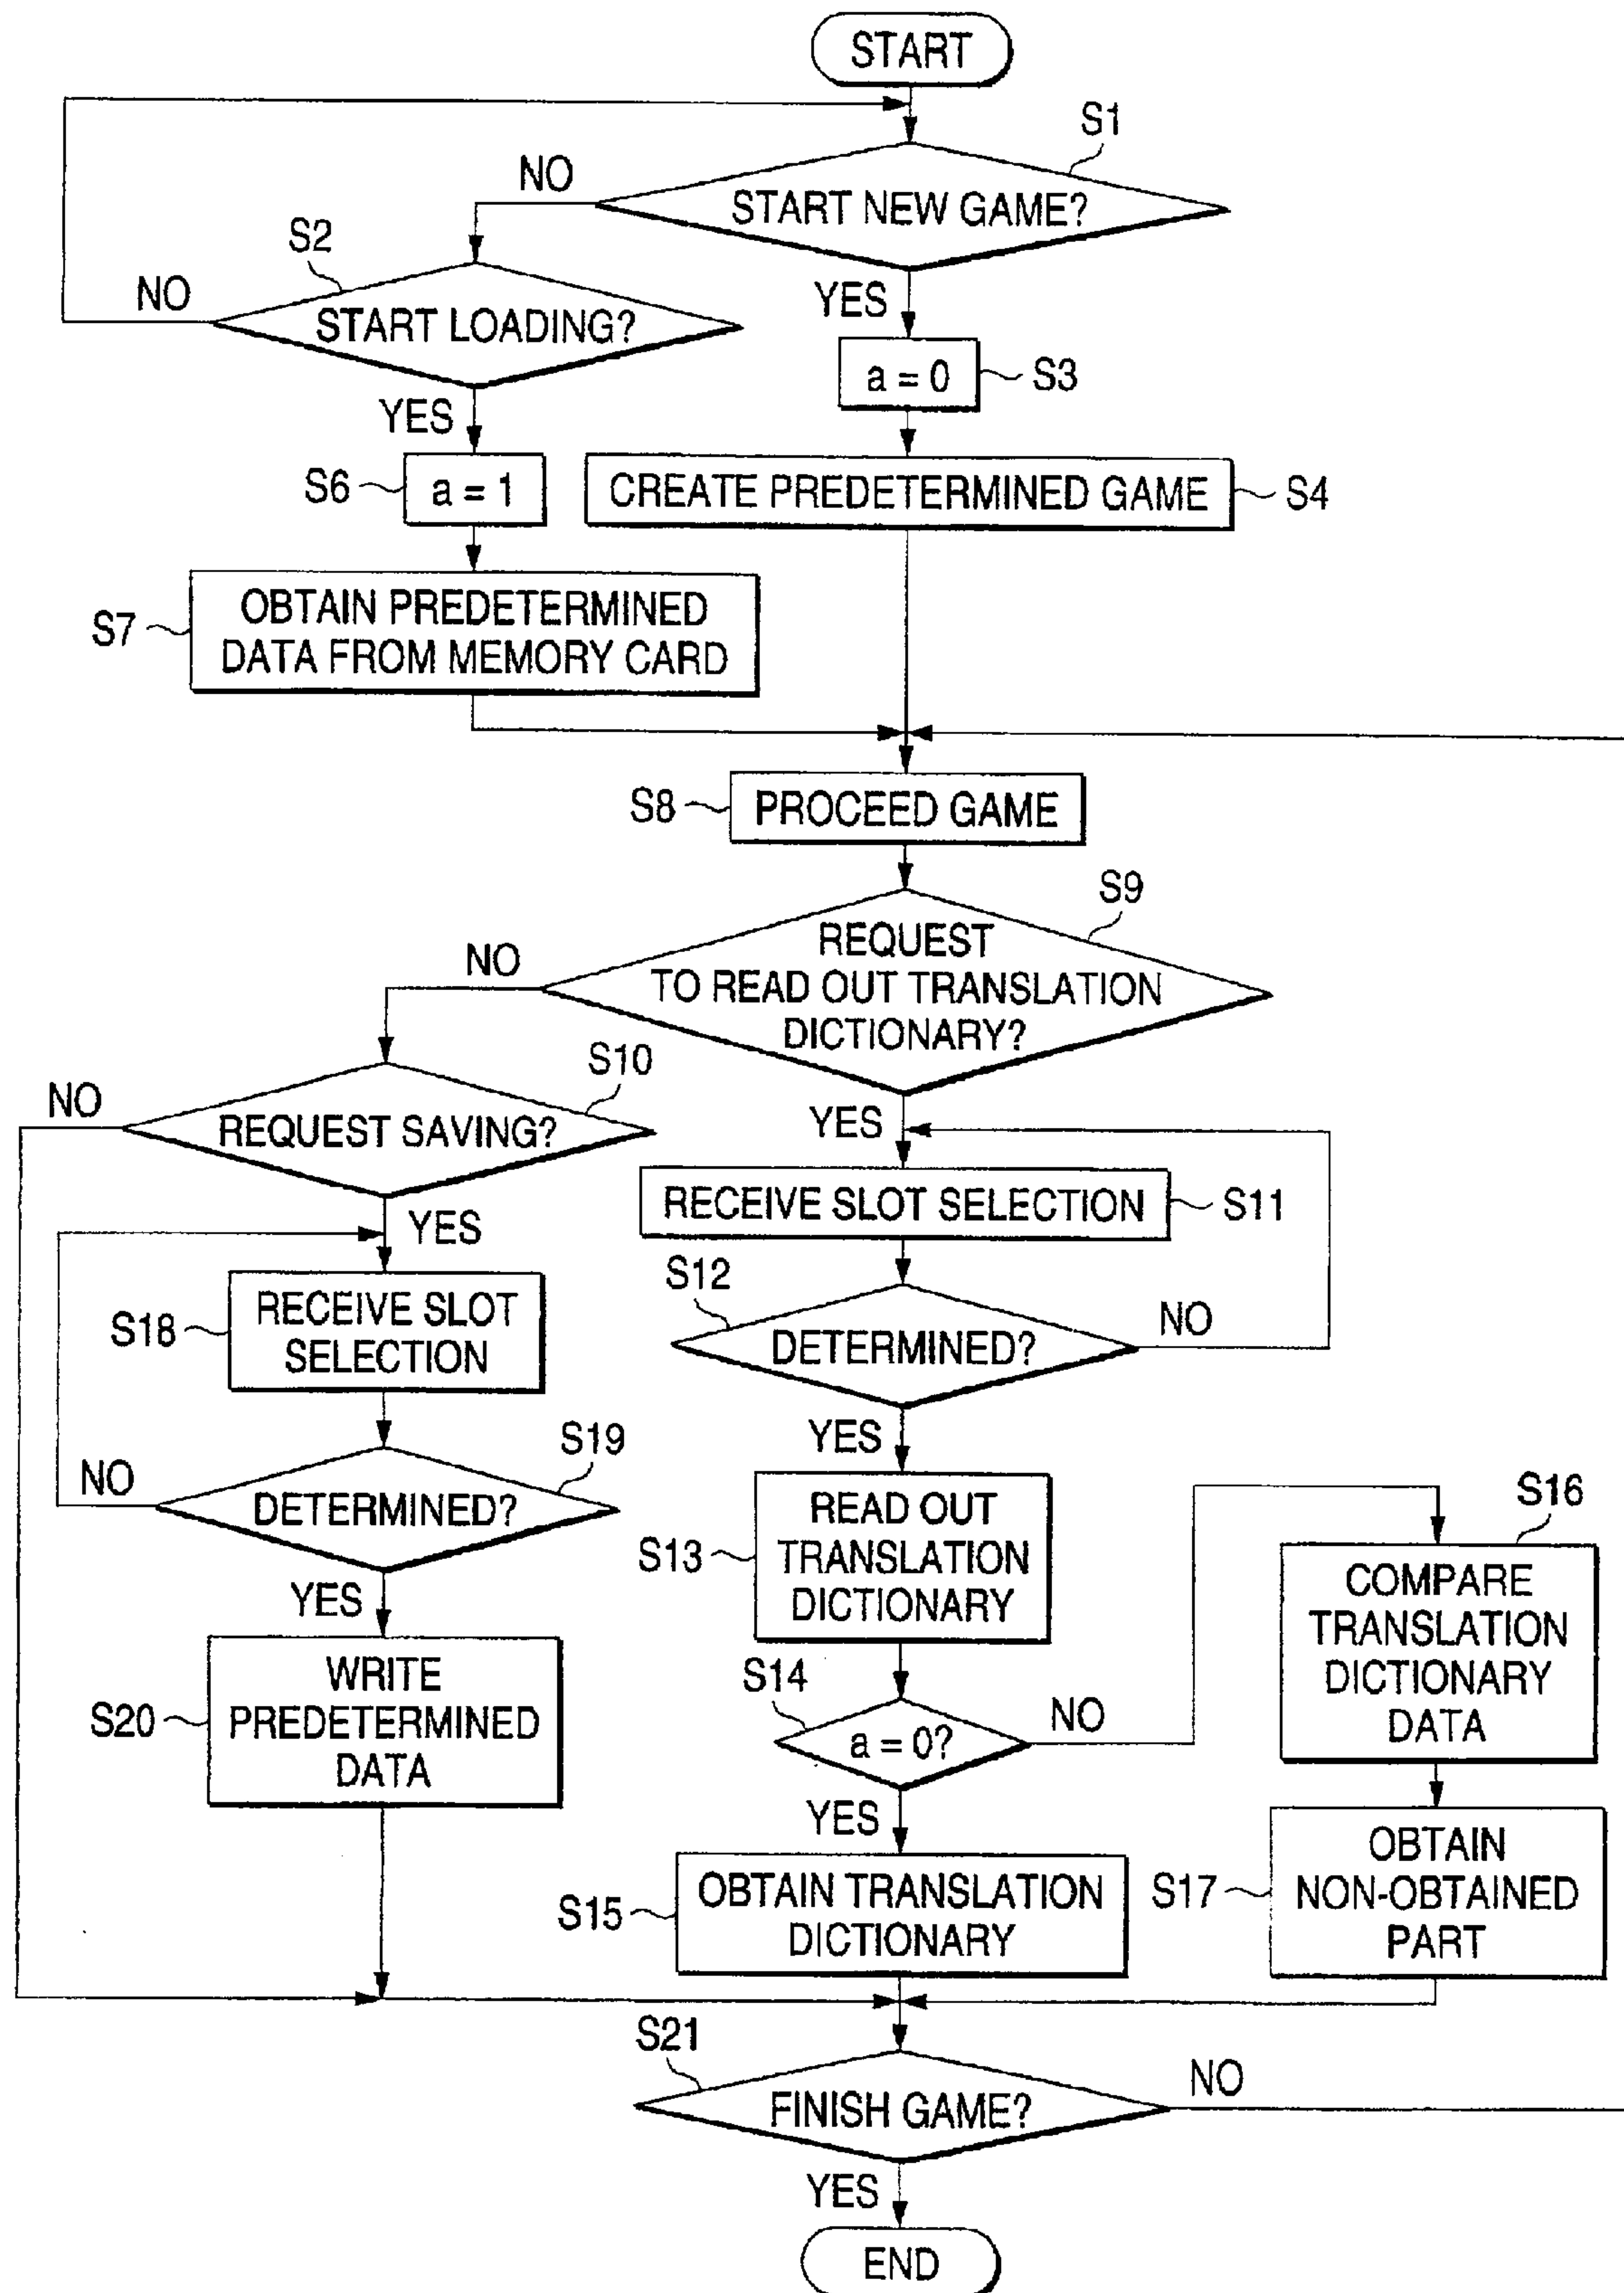 START
S1
NO
START NEW GAME?
S2
NO
START LOADING?
YES
a = 0
S3
YES
S6
a = 1
CREATE PREDETERMINED GAME
S4
S7
OBTAIN PREDETERMINED
DATA FROM MEMORY CARD
S8
PROCEED GAME
S9
REQUEST
TO READ OUT TRANSLATION
DICTIONARY?
NO
S10
NO
REQUEST SAVING?
YES
RECEIVE SLOT SELECTION
S11
YES
S18
RECEIVE SLOT
SELECTION
S12
DETERMINED?
NO
YES
S19
NO
DETERMINED?
YES
S13
READ OUT
TRANSLATION
DICTIONARY
S16
COMPARE
TRANSLATION
DICTIONARY
DATA
S20
WRITE
PREDETERMINED
DATA
S14
a = 0?
NO
YES
S15
OBTAIN TRANSLATION
DICTIONARY
S17
OBTAIN
NON-OBTAINED
PART
S21
FINISH GAME?
NO
YES
END